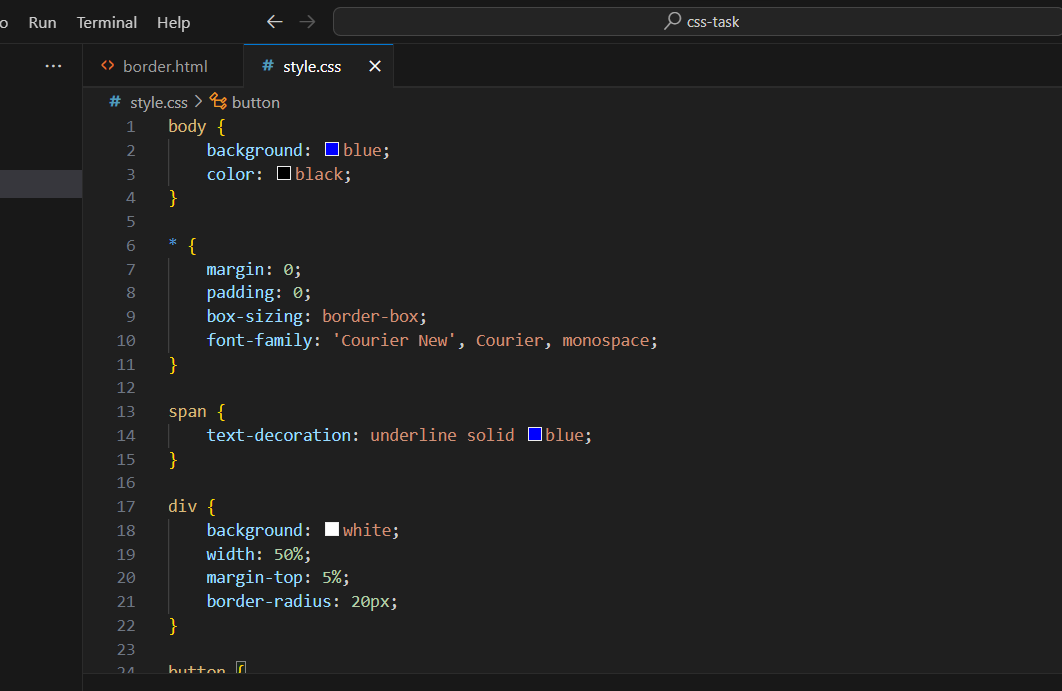 o Run Terminal Help ← → css-task
··· <> border.html # style.css ×
# style.css > button
1 body {
2 background: blue;
3 color: black;
4 }
5
6 * {
7 margin: 0;
8 padding: 0;
9 box-sizing: border-box;
10 font-family: 'Courier New', Courier, monospace;
11 }
12
13 span {
14 text-decoration: underline solid blue;
15 }
16
17 div {
18 background: white;
19 width: 50%;
20 margin-top: 5%;
21 border-radius: 20px;
22 }
23
24 button {